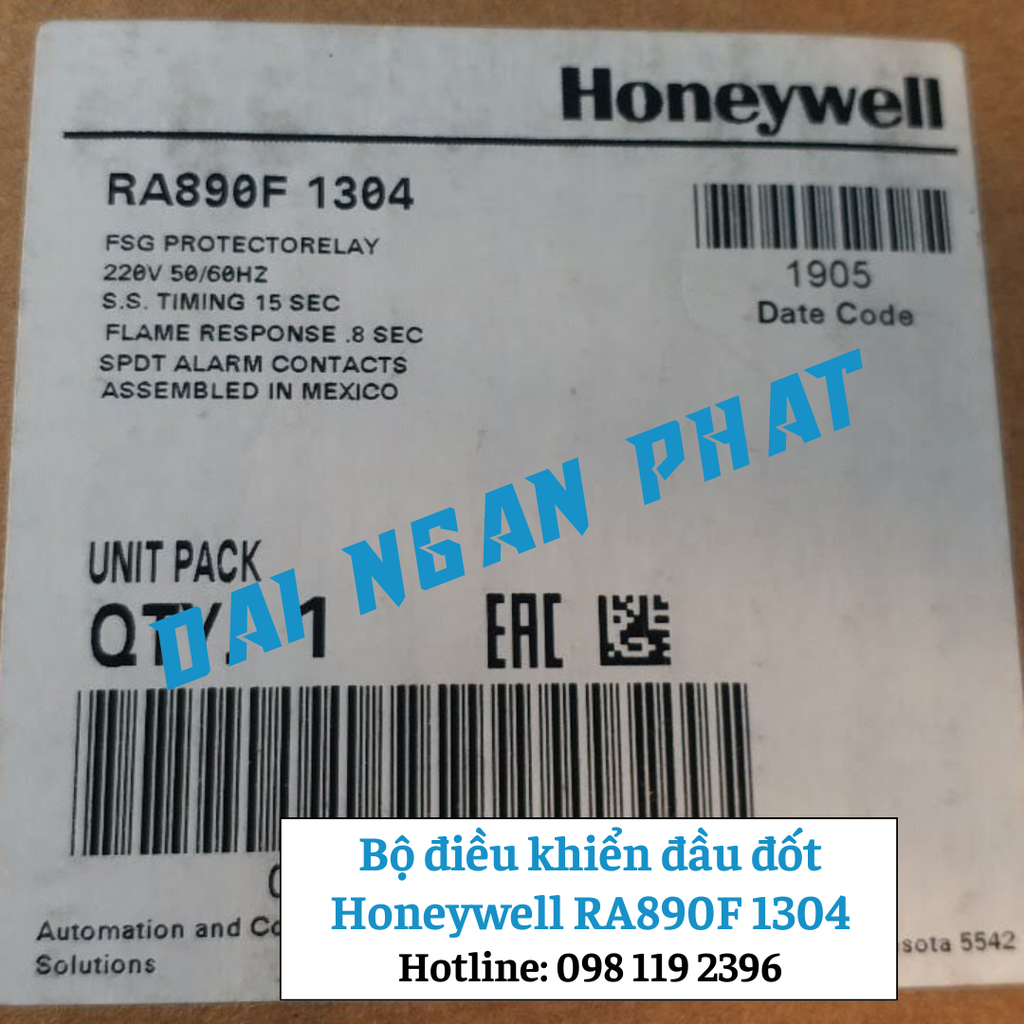 Honeywell
RA890F 1304
FSG PROTECTORELAY
220V 50/60HZ
S.S. TIMING 15 SEC
FLAME RESPONSE .8 SEC
SPDT ALARM CONTACTS
ASSEMBLED IN MEXICO
1905
Date Code
DAI NGAN PHAT
UNIT PACK
QTY. 1
EAC
Bộ điều khiển đầu đốt
Honeywell RA890F 1304
Hotline: 098 119 2396
Automation and
Solutions
5542